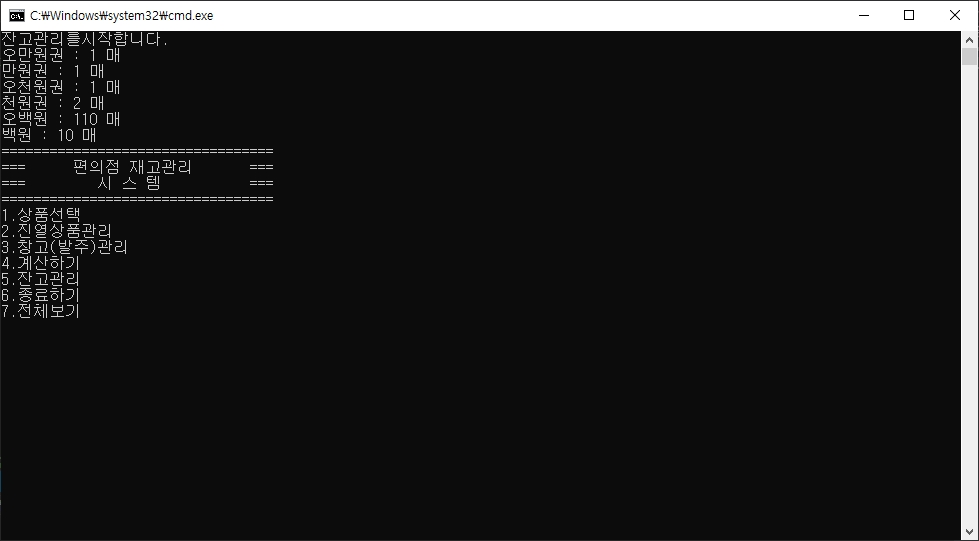 C:\Windows\system32\cmd.exe
잔고관리를시작합니다.
오만원권 : 1 매
만원권 : 1 매
오천원권 : 1 매
천원권 : 2 매
오백원 : 110 매
백원 : 10 매
==================================
===      편의점 재고관리       ===
===         시 스 템           ===
==================================
1.상품선택
2.진열상품관리
3.창고(발주)관리
4.계산하기
5.잔고관리
6.종료하기
7.전체보기